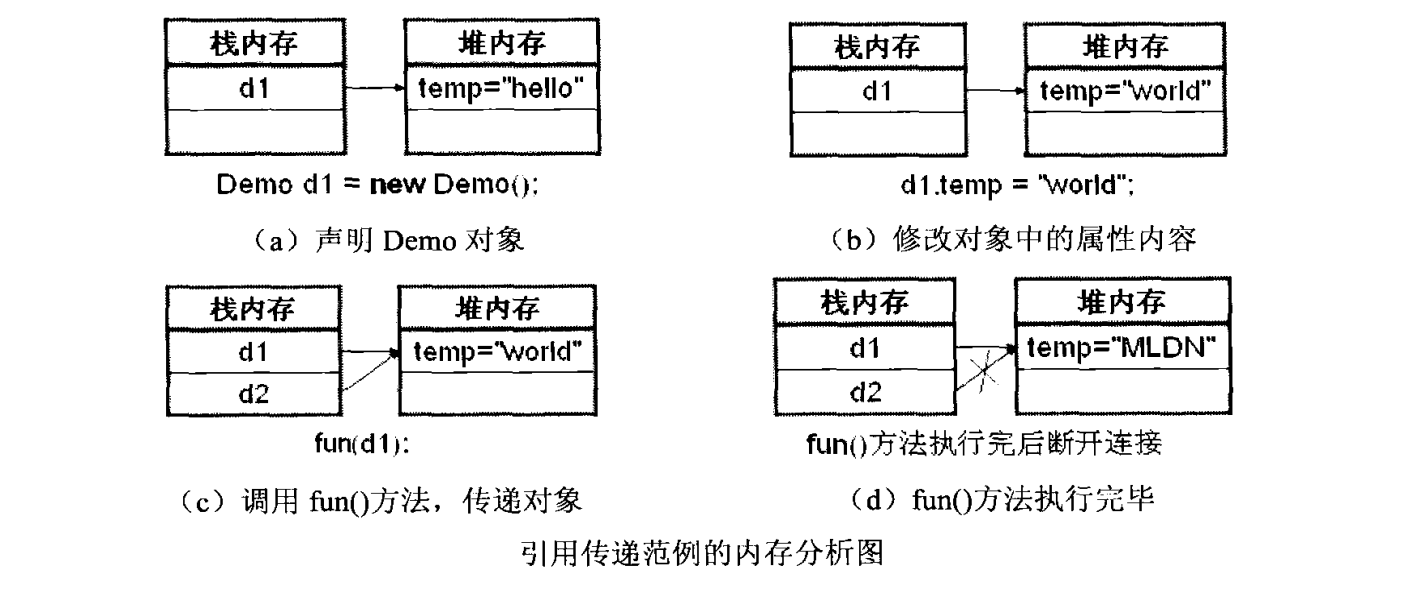 栈内存 堆内存
d1 temp="hello"
Demo d1 = new Demo();
（a）声明 Demo 对象
栈内存 堆内存
d1 temp="world"
d1.temp = "world";
（b）修改对象中的属性内容
栈内存 堆内存
d1 temp="world"
d2
fun(d1);
（c）调用 fun()方法，传递对象
栈内存 堆内存
d1 temp="MLDN"
d2
fun()方法执行完后断开连接
（d）fun()方法执行完毕
引用传递范例的内存分析图